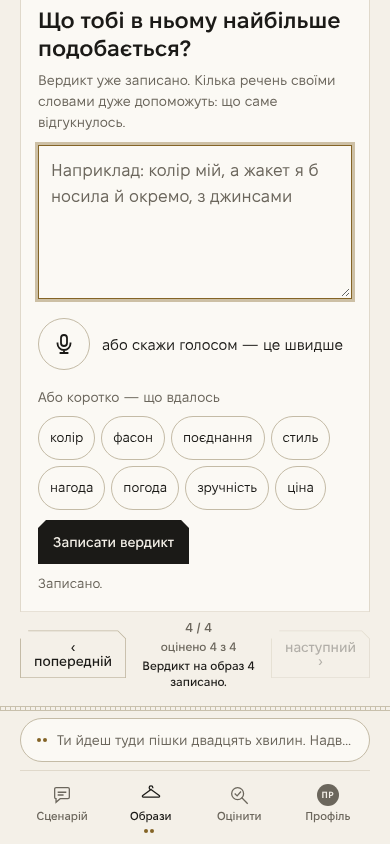 Що тобі в ньому найбільше
подобається?
Вердикт уже записано. Кілька речень своїми
словами дуже допоможуть: що саме
відгукнулось.
Наприклад: колір мій, а жакет я б
носила й окремо, з джинсами
або скажи голосом — це швидше
Або коротко — що вдалось
колір фасон поєднання стиль
нагода погода зручність ціна
Записати вердикт
Записано.
‹
попередній
4 / 4
оцінено 4 з 4
Вердикт на образ 4
записано.
наступний
›
Ти йдеш туди пішки двадцять хвилин. Надв...
Сценарій Образи Оцінити ПР Профіль